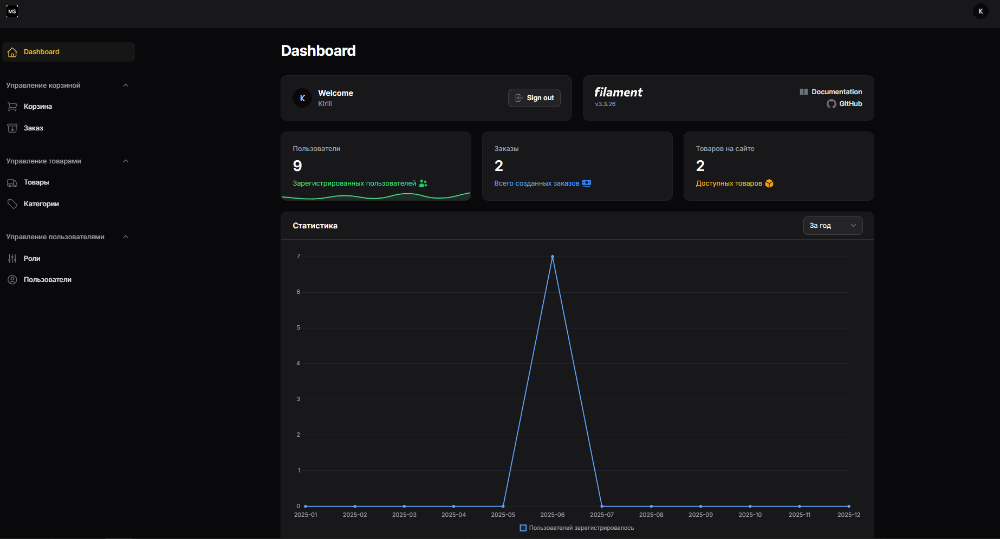 MS
K
Dashboard
Управление корзиной
Корзина
Заказ
Управление товарами
Товары
Категории
Управление пользователями
Роли
Пользователи
Dashboard
K
Welcome
Kirill
Sign out
filament
v3.3.26
Documentation
GitHub
Пользователи
9
Зарегистрированных пользователей
Заказы
2
Всего созданных заказов
Товаров на сайте
2
Доступных товаров
Статистика
За год
7
6
5
4
3
2
1
0
2025-01 2025-02 2025-03 2025-04 2025-05 2025-06 2025-07 2025-08 2025-09 2025-10 2025-11 2025-12
Пользователей зарегистрировалось